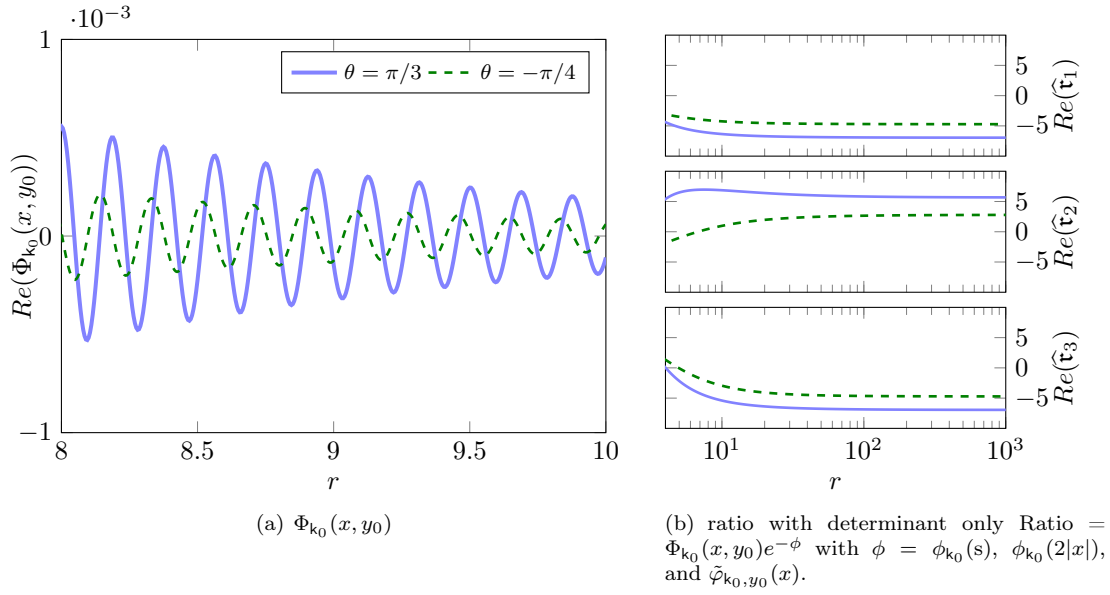 ·10⁻³
1
0
−1
Re(Φ_{k₀}(x, y₀))
θ = π/3 θ = −π/4
8 8.5 9 9.5 10
r
(a) Φ_{k₀}(x, y₀)
5
0
−5
Re(𝔯̂₁)
5
0
−5
Re(𝔯̂₂)
5
0
−5
Re(𝔯̂₃)
10¹ 10² 10³
r
(b) ratio with determinant only Ratio =
Φ_{k₀}(x, y₀)e^{−ϕ} with ϕ = ϕ_{k₀}(s), ϕ_{k₀}(2|x|),
and φ̃_{k₀,y₀}(x).